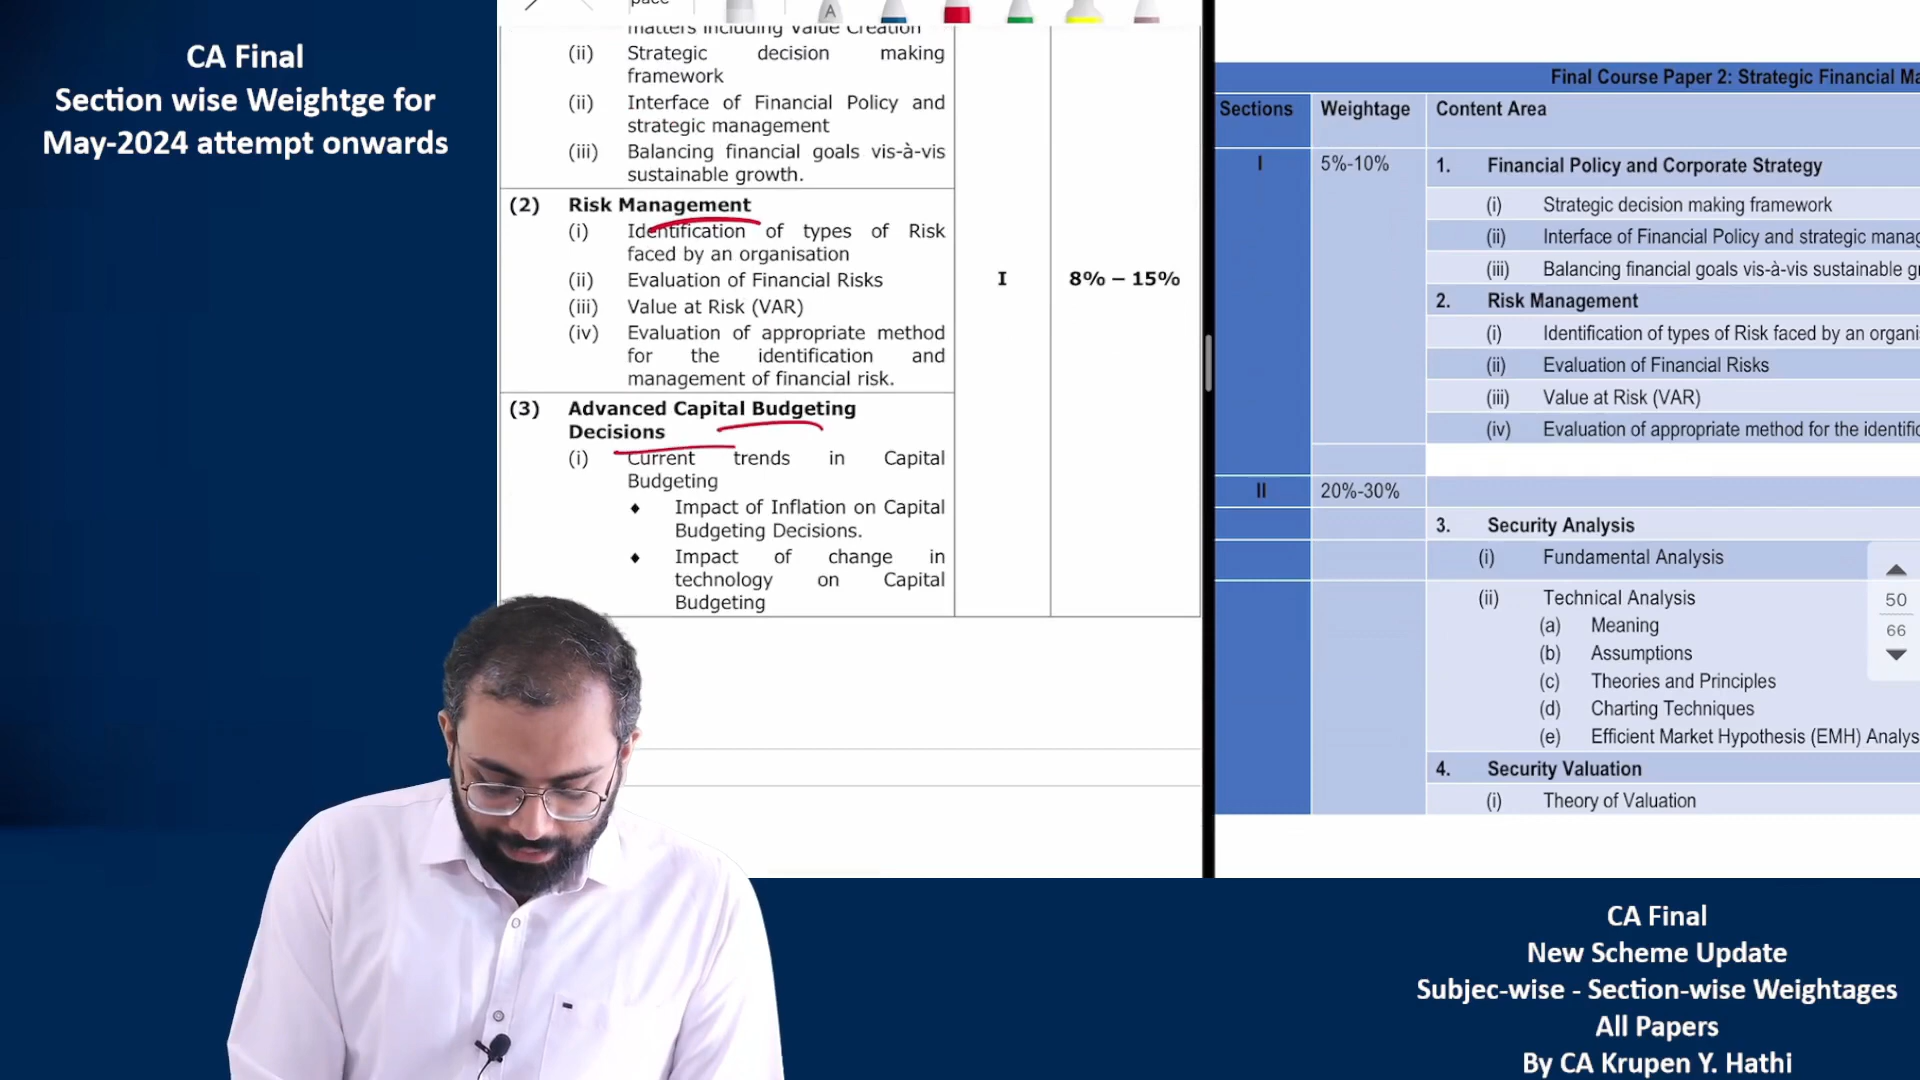 CA Final
Section wise Weightge for
May-2024 attempt onwards
A
matters including Value Creation
(ii) Strategic decision making
framework
(ii) Interface of Financial Policy and
strategic management
(iii) Balancing financial goals vis-à-vis
sustainable growth.
(2) Risk Management
(i) Identification of types of Risk
faced by an organisation
(ii) Evaluation of Financial Risks
(iii) Value at Risk (VAR)
(iv) Evaluation of appropriate method
for the identification and
management of financial risk.
I 8% – 15%
(3) Advanced Capital Budgeting
Decisions
(i) Current trends in Capital
Budgeting
♦ Impact of Inflation on Capital
Budgeting Decisions.
♦ Impact of change in
technology on Capital
Budgeting
Final Course Paper 2: Strategic Financial Ma
Sections Weightage Content Area
I 5%-10% 1. Financial Policy and Corporate Strategy
(i) Strategic decision making framework
(ii) Interface of Financial Policy and strategic manag
(iii) Balancing financial goals vis-à-vis sustainable g
2. Risk Management
(i) Identification of types of Risk faced by an organi
(ii) Evaluation of Financial Risks
(iii) Value at Risk (VAR)
(iv) Evaluation of appropriate method for the identific
II 20%-30%
3. Security Analysis
(i) Fundamental Analysis
(ii) Technical Analysis
(a) Meaning
(b) Assumptions
(c) Theories and Principles
(d) Charting Techniques
(e) Efficient Market Hypothesis (EMH) Analys
4. Security Valuation
(i) Theory of Valuation
50
66
CA Final
New Scheme Update
Subjec-wise - Section-wise Weightages
All Papers
By CA Krupen Y. Hathi